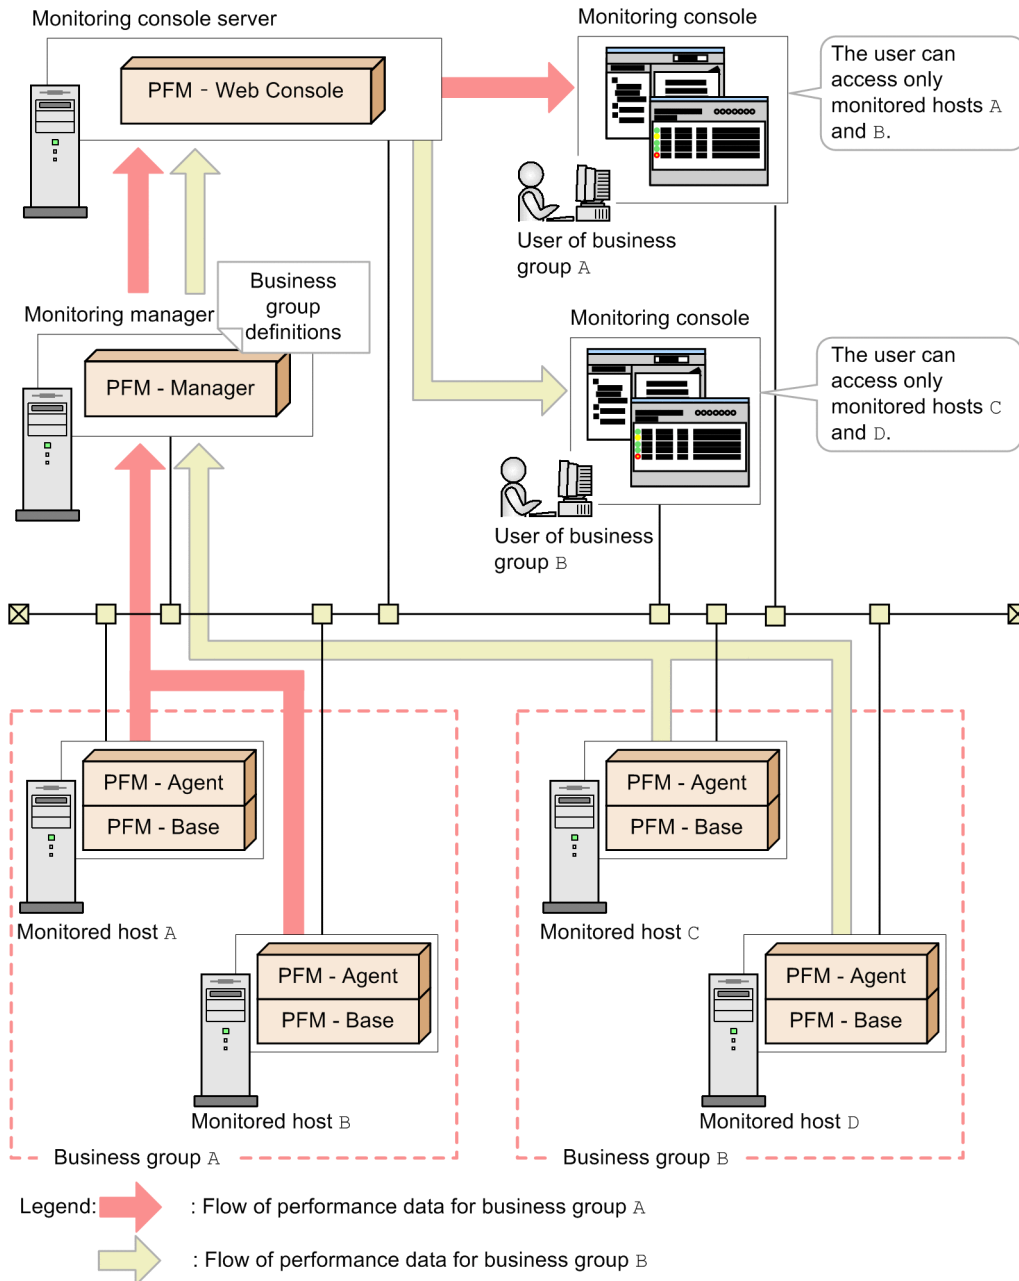 Monitoring console server
PFM - Web Console
Monitoring console
The user can
access only
monitored hosts A
and B.
User of business
group A
Business
group
definitions
Monitoring manager
PFM - Manager
Monitoring console
The user can
access only
monitored hosts C
and D.
User of business
group B
PFM - Agent
PFM - Base
Monitored host A
PFM - Agent
PFM - Base
Monitored host B
Business group A
PFM - Agent
PFM - Base
Monitored host C
PFM - Agent
PFM - Base
Monitored host D
Business group B
Legend:
: Flow of performance data for business group A
: Flow of performance data for business group B